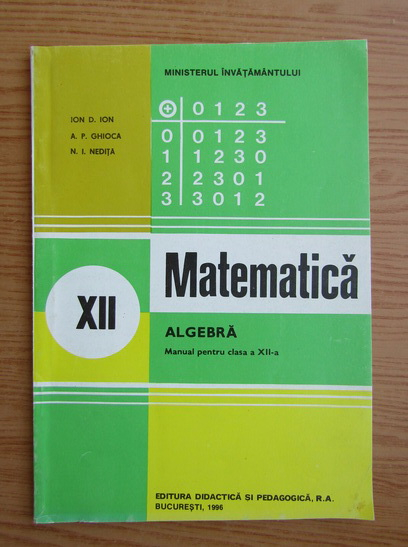 MINISTERUL ÎNVĂȚĂMÂNTULUI
ION D. ION
A. P. GHIOCA
N. I. NEDIȚA
⊕ 0 1 2 3
0 0 1 2 3
1 1 2 3 0
2 2 3 0 1
3 3 0 1 2
XII
Matematică
ALGEBRĂ
Manual pentru clasa a XII-a
EDITURA DIDACTICĂ ȘI PEDAGOGICĂ, R.A.
BUCUREȘTI, 1996